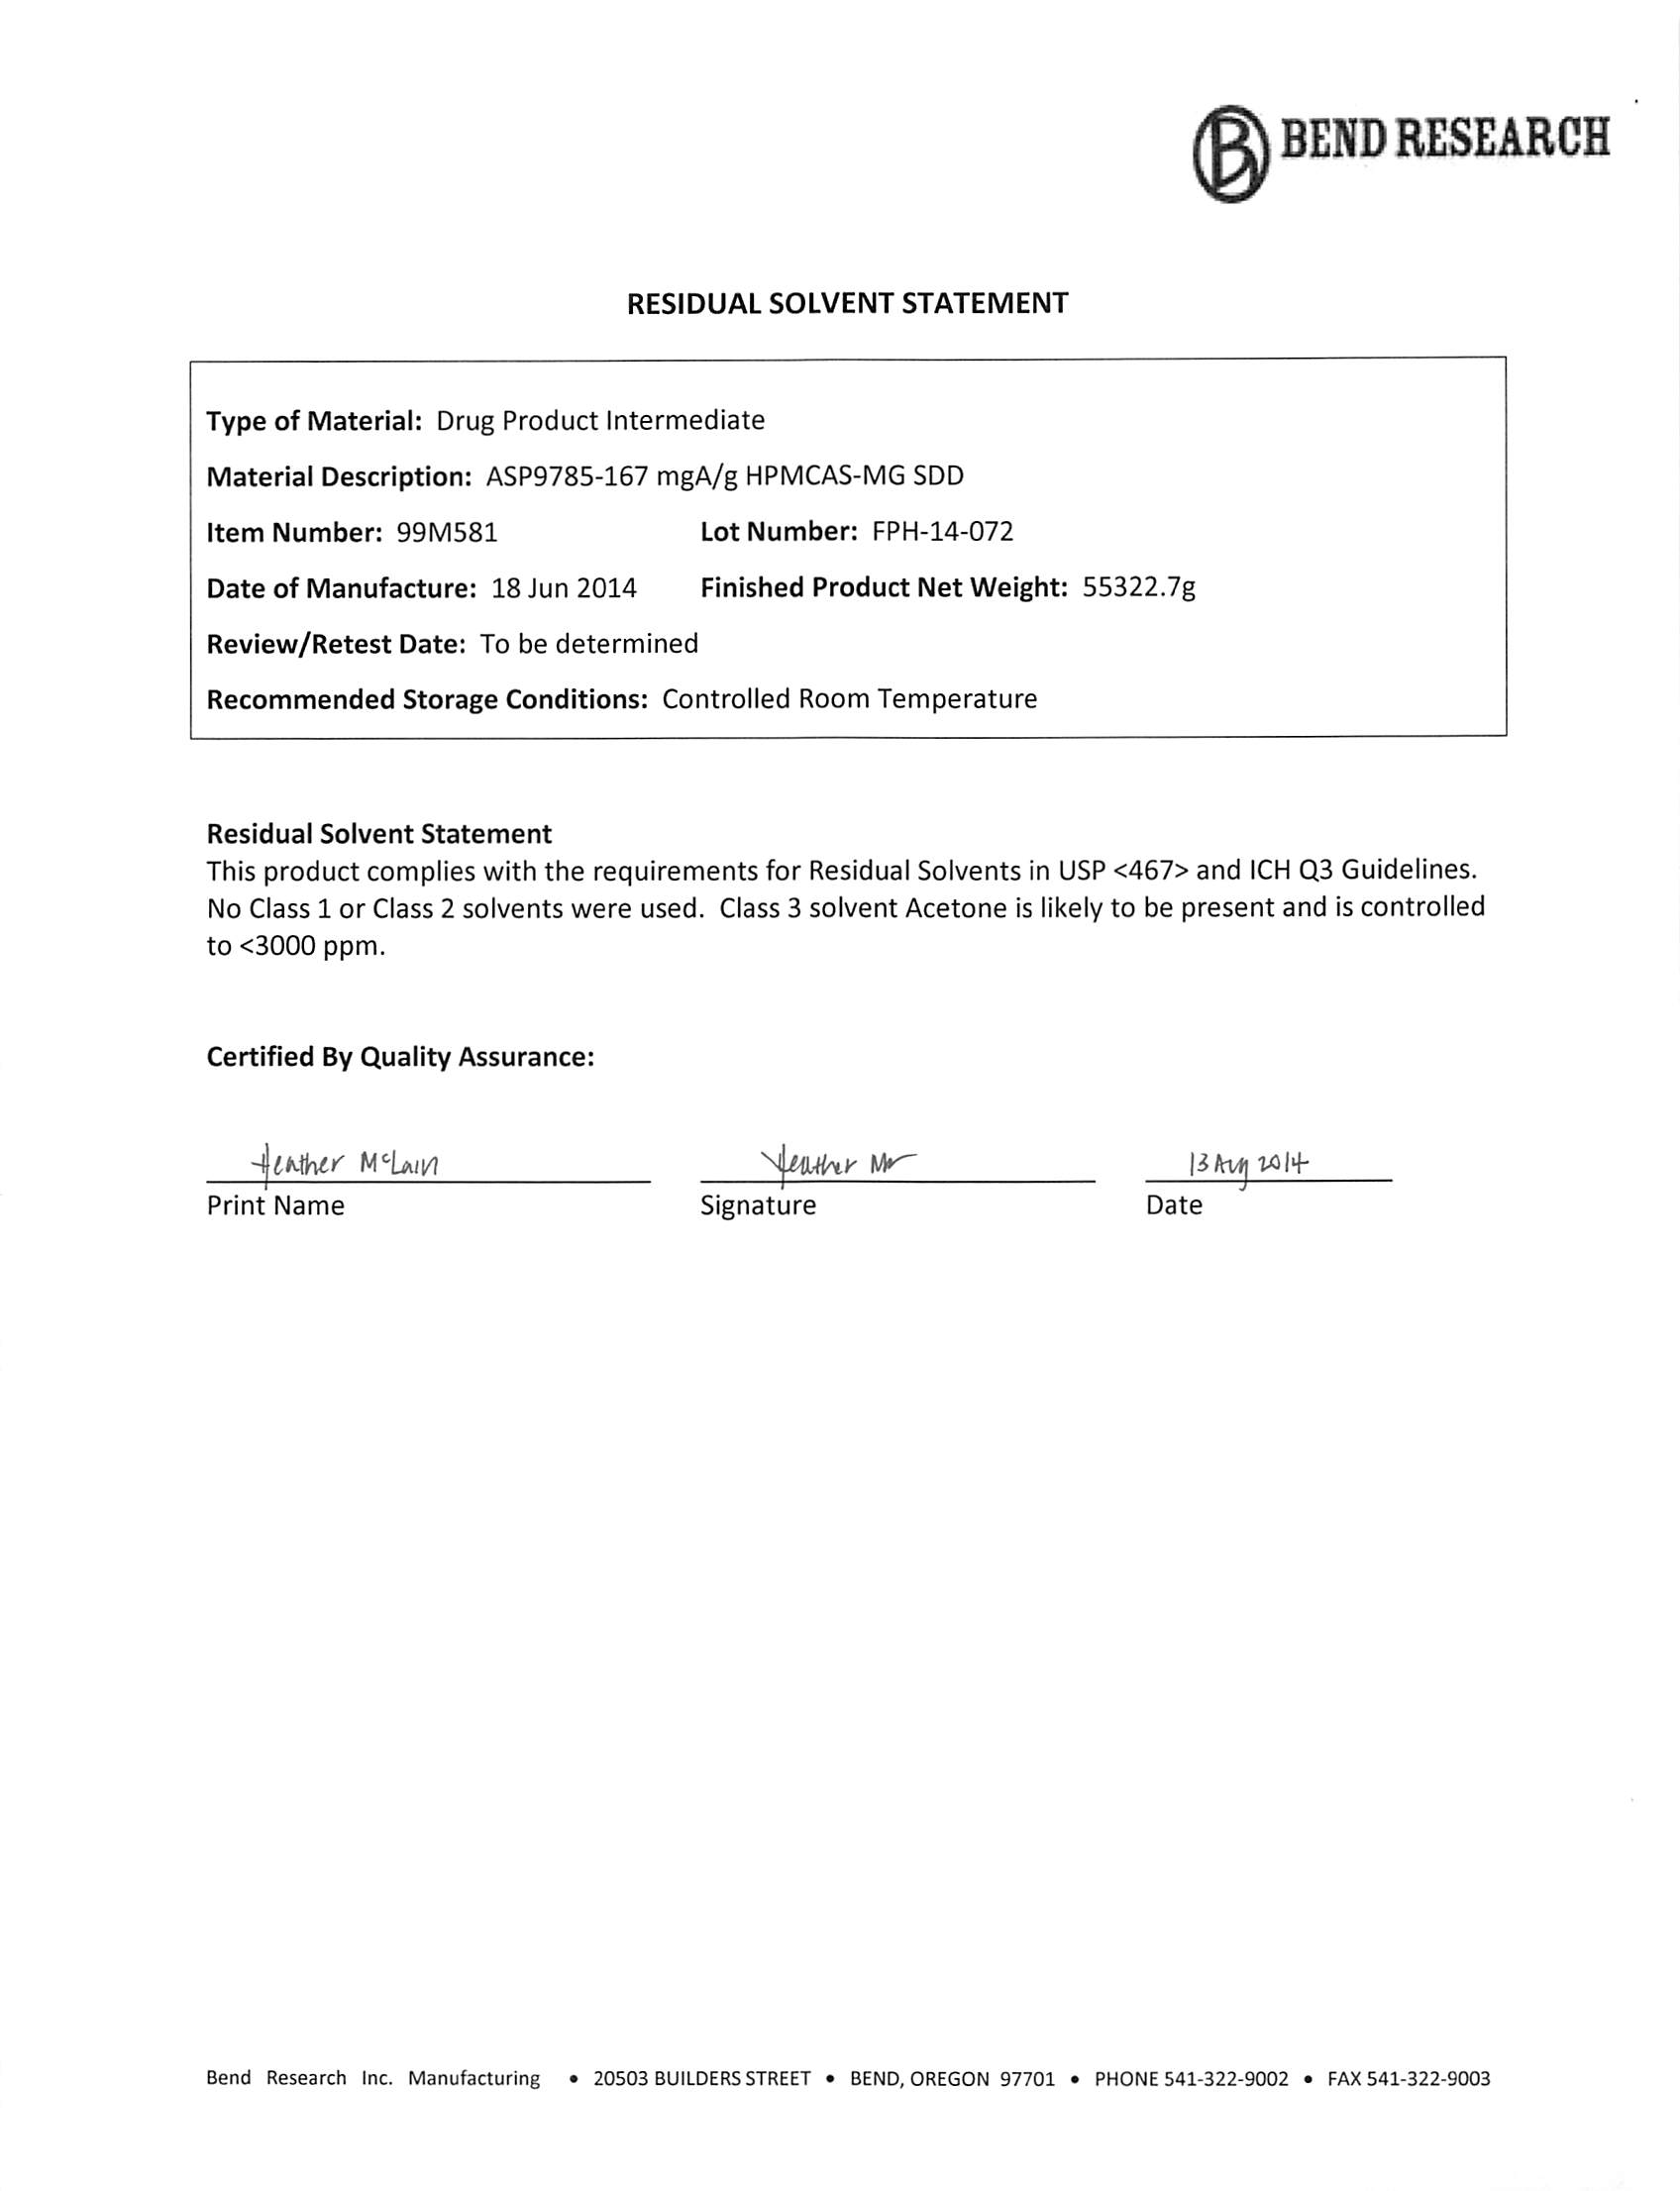 B BEND RESEARCH
RESIDUAL SOLVENT STATEMENT
Type of Material: Drug Product Intermediate
Material Description: ASP9785-167 mgA/g HPMCAS-MG SDD
Item Number: 99M581 Lot Number: FPH-14-072
Date of Manufacture: 18 Jun 2014 Finished Product Net Weight: 55322.7g
Review/Retest Date: To be determined
Recommended Storage Conditions: Controlled Room Temperature
Residual Solvent Statement
This product complies with the requirements for Residual Solvents in USP <467> and ICH Q3 Guidelines.
No Class 1 or Class 2 solvents were used. Class 3 solvent Acetone is likely to be present and is controlled
to <3000 ppm.
Certified By Quality Assurance:
Heather McLain Heather 13 Aug 2014
Print Name Signature Date
Bend Research Inc. Manufacturing • 20503 BUILDERS STREET • BEND, OREGON 97701 • PHONE 541-322-9002 • FAX 541-322-9003